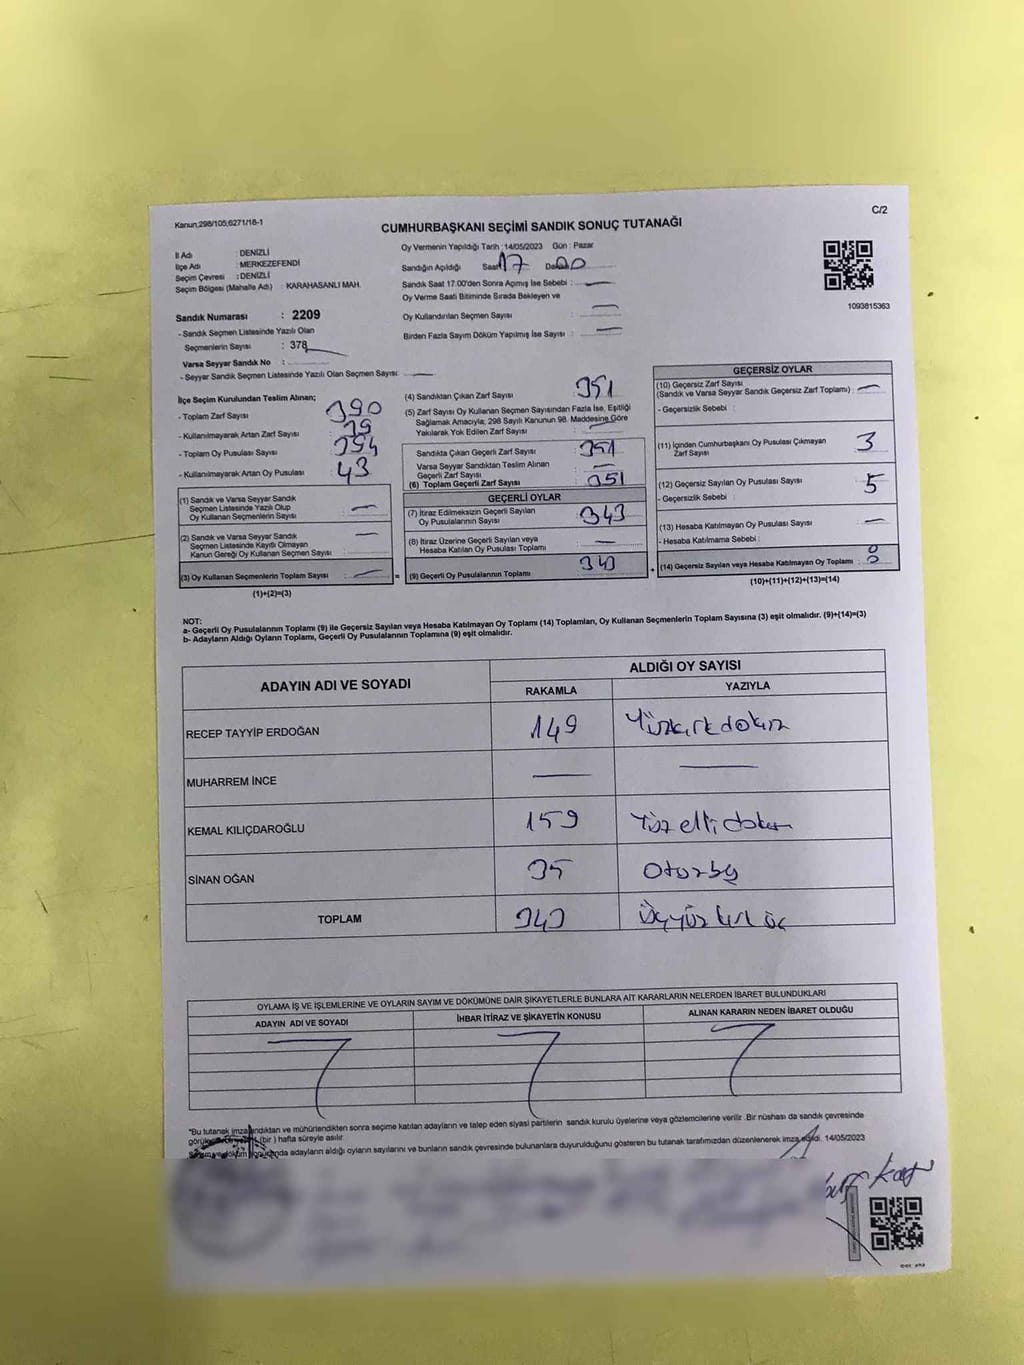 Kanun,298/105;6271/18-1
C/2
CUMHURBAŞKANI SEÇİMİ SANDIK SONUÇ TUTANAĞI
İl Adı : DENİZLİ
İlçe Adı : MERKEZEFENDİ
Seçim Çevresi : DENİZLİ
Seçim Bölgesi (Mahalle Adı) : KARAHASANLI MAH.
Oy Vermenin Yapıldığı Tarih : 14/05/2023 Gün : Pazar
Sandığın Açıldığı Saat 17 Dakika 00
Sandık Saat 17.00'den Sonra Açımış İse Sebebi : —
Oy Verme Saati Bitiminde Sırada Bekleyen ve
Oy Kullandırılan Seçmen Sayısı : —
Birden Fazla Sayım Döküm Yapılmış İse Sayısı : —
1093815363
Sandık Numarası : 2209
- Sandık Seçmen Listesinde Yazılı Olan
Seçmenlerin Sayısı : 378
Varsa Seyyar Sandık No :
- Seyyar Sandık Seçmen Listesinde Yazılı Olan Seçmen Sayısı: —
İlçe Seçim Kurulundan Teslim Alınan;
- Toplam Zarf Sayısı : 390
- Kullanılmayarak Artan Zarf Sayısı : 39
- Toplam Oy Pusulası Sayısı : 394
- Kullanılmayarak Artan Oy Pusulası : 43
(1) Sandık ve Varsa Seyyar Sandık
Seçmen Listesinde Yazılı Olup
Oy Kullanan Seçmenlerin Sayısı : —
(2) Sandık ve Varsa Seyyar Sandık
Seçmen Listesinde Kayıtlı Olmayan
Kanun Gereği Oy Kullanan Seçmen Sayısı : —
(3) Oy Kullanan Seçmenlerin Toplam Sayısı : —
(1)+(2)=(3)
(4) Sandıktan Çıkan Zarf Sayısı : 351
(5) Zarf Sayısı Oy Kullanan Seçmen Sayısından Fazla İse, Eşitliği
Sağlamak Amacıyla, 298 Sayılı Kanunun 98. Maddesine Göre
Yakılarak Yok Edilen Zarf Sayısı : —
Sandıkta Çıkan Geçerli Zarf Sayısı : 351
Varsa Seyyar Sandıktan Teslim Alınan
Geçerli Zarf Sayısı : —
(6) Toplam Geçerli Zarf Sayısı : 351
GEÇERLİ OYLAR
(7) İtiraz Edilmeksizin Geçerli Sayılan
Oy Pusulalarının Sayısı : 343
(8) İtiraz Üzerine Geçerli Sayılan veya
Hesaba Katılan Oy Pusulası Toplamı : —
(9) Geçerli Oy Pusulalarının Toplamı : 343
GEÇERSİZ OYLAR
(10) Geçersiz Zarf Sayısı
(Sandık ve Varsa Seyyar Sandık Geçersiz Zarf Toplamı) : —
- Geçersizlik Sebebi :
(11) İçinden Cumhurbaşkanı Oy Pusulası Çıkmayan
Zarf Sayısı : 3
(12) Geçersiz Sayılan Oy Pusulası Sayısı : 5
- Geçersizlik Sebebi :
(13) Hesaba Katılmayan Oy Pusulası Sayısı : —
- Hesaba Katılmama Sebebi :
(14) Geçersiz Sayılan veya Hesaba Katılmayan Oy Toplamı : 8
(10)+(11)+(12)+(13)=(14)
NOT:
a- Geçerli Oy Pusulalarının Toplamı (9) ile Geçersiz Sayılan veya Hesaba Katılmayan Oy Toplamı (14) Toplamları, Oy Kullanan Seçmenlerin Toplam Sayısına (3) eşit olmalıdır. (9)+(14)=(3)
b- Adayların Aldığı Oyların Toplamı, Geçerli Oy Pusulalarının Toplamına (9) eşit olmalıdır.
ADAYIN ADI VE SOYADI
ALDIĞI OY SAYISI
RAKAMLA YAZIYLA
RECEP TAYYİP ERDOĞAN 149 Yüzkırkdokuz
MUHARREM İNCE — —
KEMAL KILIÇDAROĞLU 159 Yüz elli dokuz
SİNAN OĞAN 35 Otuzbeş
TOPLAM 343 Üçyüz kırk üç
OYLAMA İŞ VE İŞLEMLERİNE VE OYLARIN SAYIM VE DÖKÜMÜNE DAİR ŞİKAYETLERLE BUNLARA AİT KARARLARIN NELERDEN İBARET BULUNDUKLARI
ADAYIN ADI VE SOYADI İHBAR İTİRAZ VE ŞİKAYETİN KONUSU ALINAN KARARIN NEDEN İBARET OLDUĞU
*Bu tutanak imzalandıktan ve mühürlendikten sonra seçime katılan adayların ve talep eden siyasi partilerin sandık kurulu üyelerine veya gözlemcilerine verilir .Bir nüshası da sandık çevresinde
(bir ) hafta süreyle asılır.
adayların aldığı oyların sayılarını ve bunların sandık çevresinde bulunanlara duyurulduğunu gösteren bu tutanak tarafımızdan düzenlenerek imza edildi. 14/05/2023